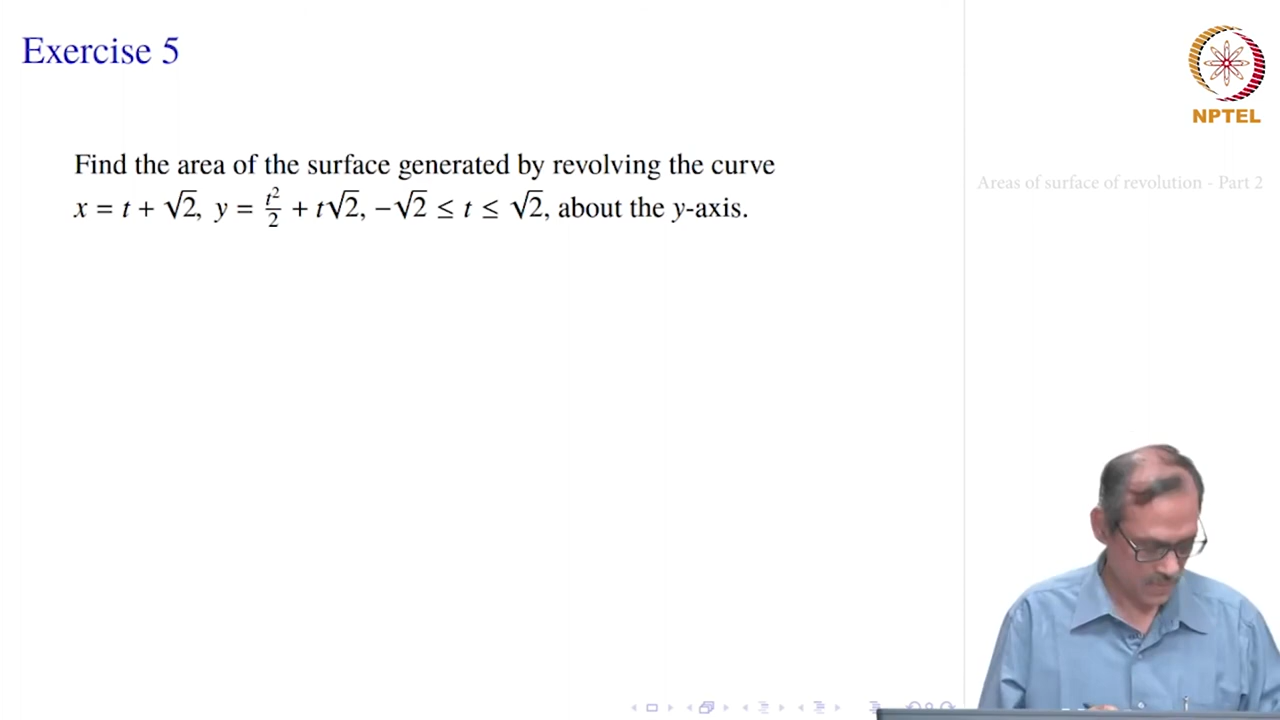 Exercise 5
NPTEL
Find the area of the surface generated by revolving the curve
x = t + √2, y = t²/2 + t√2, −√2 ≤ t ≤ √2, about the y-axis.
Areas of surface of revolution - Part 2